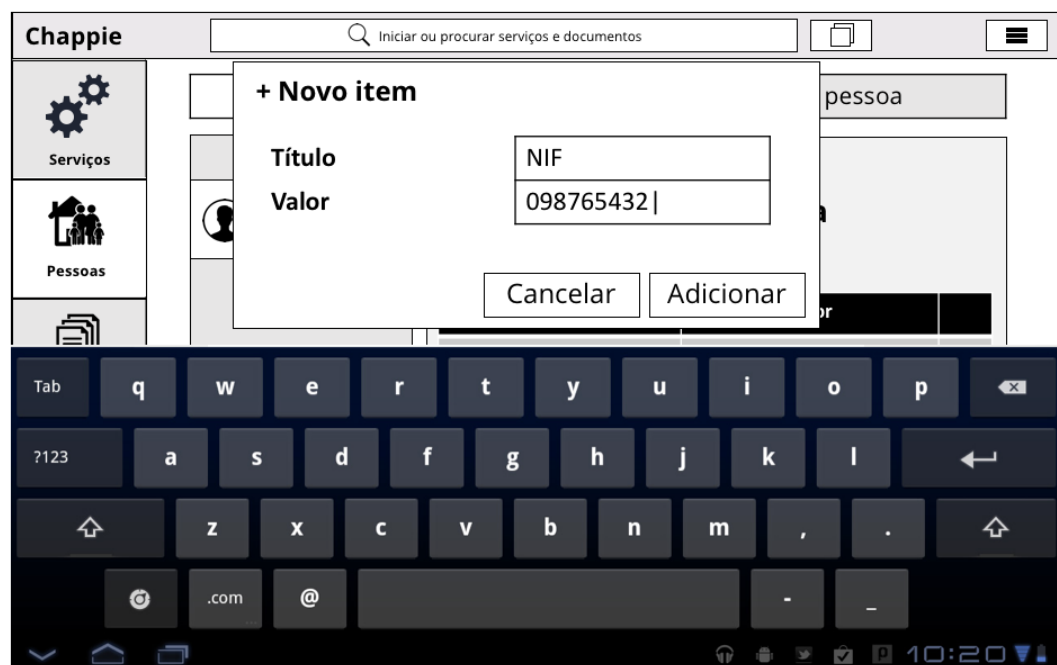 Chappie
Iniciar ou procurar serviços e documentos
Serviços
Pessoas
pessoa
+ Novo item
Título NIF
Valor 098765432|
Cancelar Adicionar
Tab q w e r t y u i o p
?123 a s d f g h j k l
z x c v b n m , .
.com @ - _
10:20